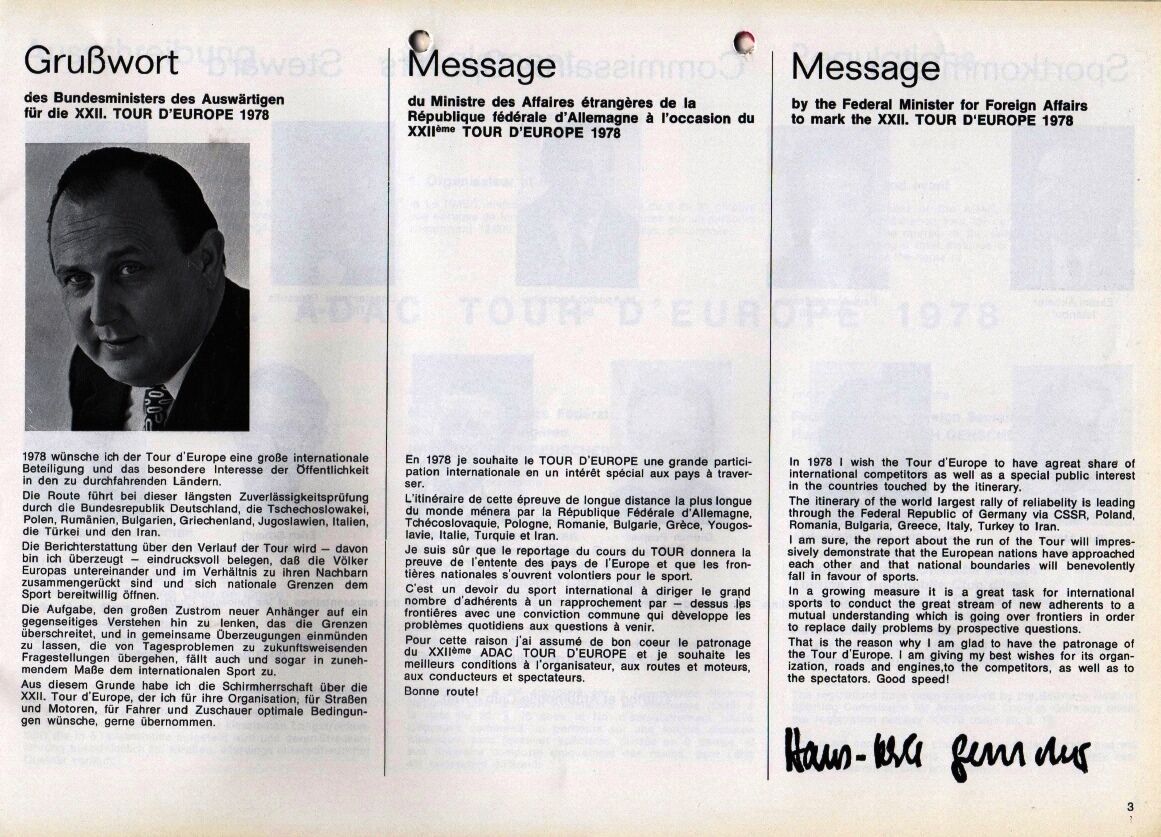 Grußwort
des Bundesministers des Auswärtigen
für die XXII. TOUR D'EUROPE 1978
1978 wünsche ich der Tour d'Europe eine große internationale
Beteiligung und das besondere Interesse der Öffentlichkeit
in den zu durchfahrenden Ländern.
Die Route führt bei dieser längsten Zuverlässigkeitsprüfung
durch die Bundesrepublik Deutschland, die Tschechoslowakei,
Polen, Rumänien, Bulgarien, Griechenland, Jugoslawien, Italien,
die Türkei und den Iran.
Die Berichterstattung über den Verlauf der Tour wird — davon
bin ich überzeugt — eindrucksvoll belegen, daß die Völker
Europas untereinander und im Verhältnis zu ihren Nachbarn
zusammengerückt sind und sich nationale Grenzen dem
Sport bereitwillig öffnen.
Die Aufgabe, den großen Zustrom neuer Anhänger auf ein
gegenseitiges Verstehen hin zu lenken, das die Grenzen
überschreitet, und in gemeinsame Überzeugungen einmünden
zu lassen, die von Tagesproblemen zu zukunftsweisenden
Fragestellungen übergehen, fällt auch und sogar in zuneh-
mendem Maße dem internationalen Sport zu.
Aus diesem Grunde habe ich die Schirmherrschaft über die
XXII. Tour d'Europe, der ich für ihre Organisation, für Straßen
und Motoren, für Fahrer und Zuschauer optimale Bedingun-
gen wünsche, gerne übernommen.
Message
du Ministre des Affaires étrangères de la
République fédérale d'Allemagne à l'occasion du
XXIIème TOUR D'EUROPE 1978
En 1978 je souhaite le TOUR D'EUROPE une grande partici-
pation internationale en un intérêt spécial aux pays à traver-
ser.
L'itinéraire de cette épreuve de longue distance la plus longue
du monde ménera par la République Fédérale d'Allemagne,
Tchécoslovaquie, Pologne, Romanie, Bulgarie, Grèce, Yougos-
lavie, Italie, Turquie et Iran.
Je suis sûr que le reportage du cours du TOUR donnera la
preuve de l'entente des pays de l'Europe et que les fron-
tières nationales s'ouvrent volontiers pour le sport.
C'est un devoir du sport international à diriger le grand
nombre d'adhérents à un rapprochement par — dessus les
frontiéres avec une conviction commune qui développe les
problèmes quotidiens aux questions à venir.
Pour cette raison j'ai assumé de bon coeur le patronage
du XXIIème ADAC TOUR D'EUROPE et je souhaite les
meilleurs conditions à l'organisateur, aux routes et moteurs,
aux conducteurs et spectateurs.
Bonne route!
Message
by the Federal Minister for Foreign Affairs
to mark the XXII. TOUR D'EUROPE 1978
In 1978 I wish the Tour d'Europe to have agreat share of
international competitors as well as a special public interest
in the countries touched by the itinerary.
The itinerary of the world largest rally of reliability is leading
through the Federal Republic of Germany via CSSR, Poland,
Romania, Bulgaria, Greece, Italy, Turkey to Iran.
I am sure, the report about the run of the Tour will impres-
sively demonstrate that the European nations have approached
each other and that national boundaries will benevolently
fall in favour of sports.
In a growing measure it is a great task for international
sports to conduct the great stream of new adherents to a
mutual understanding which is going over frontiers in order
to replace daily problems by prospective questions.
That is the reason why I am glad to have the patronage of
the Tour d'Europe. I am giving my best wishes for its organ-
ization, roads and engines,to the competitors, as well as to
the spectators. Good speed!
3